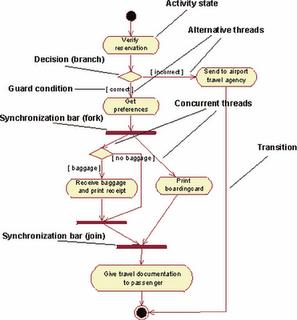 Activity state
Verify
reservation
Alternative threads
Decision (branch)
[ incorrect ]
Send to airport
travel agency
Guard condition
[ correct ]
Get
preferences
Concurrent threads
Synchronization bar (fork)
[ no baggage ]
[ baggage ]
Transition
Receive baggage
and print receipt
Print
boardingcard
Synchronization bar (join)
Give travel documentation
to passenger